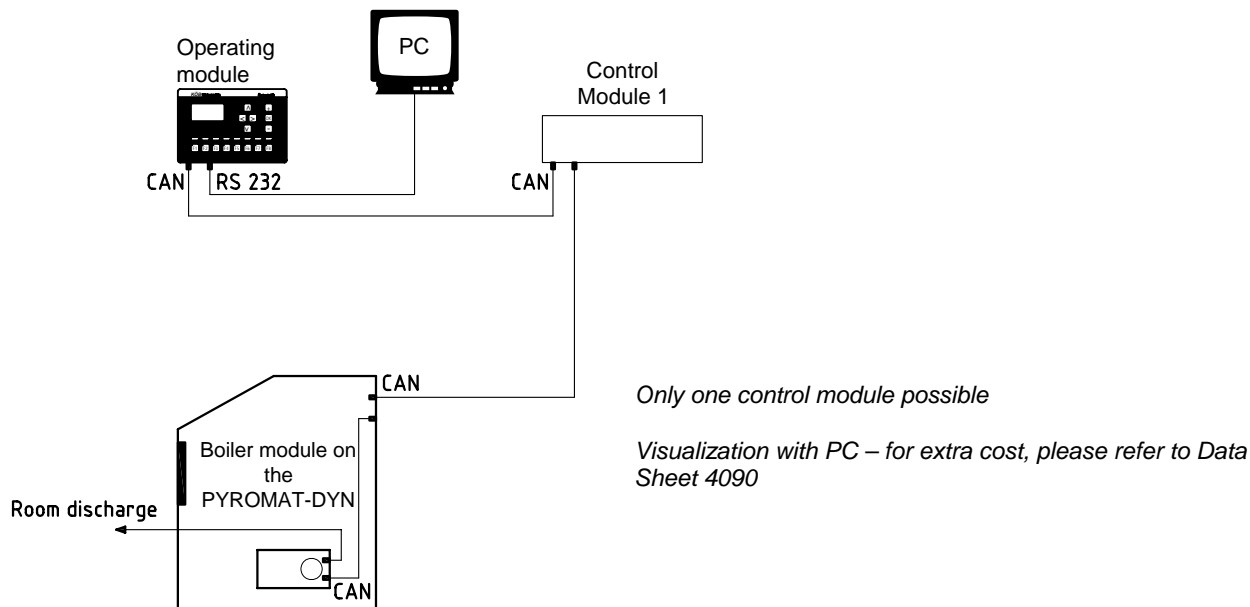 Operating
module
PC
Control
Module 1
CAN
RS 232
CAN
CAN
Only one control module possible
Boiler module on
the
PYROMAT-DYN
Visualization with PC – for extra cost, please refer to Data
Sheet 4090
Room discharge
CAN